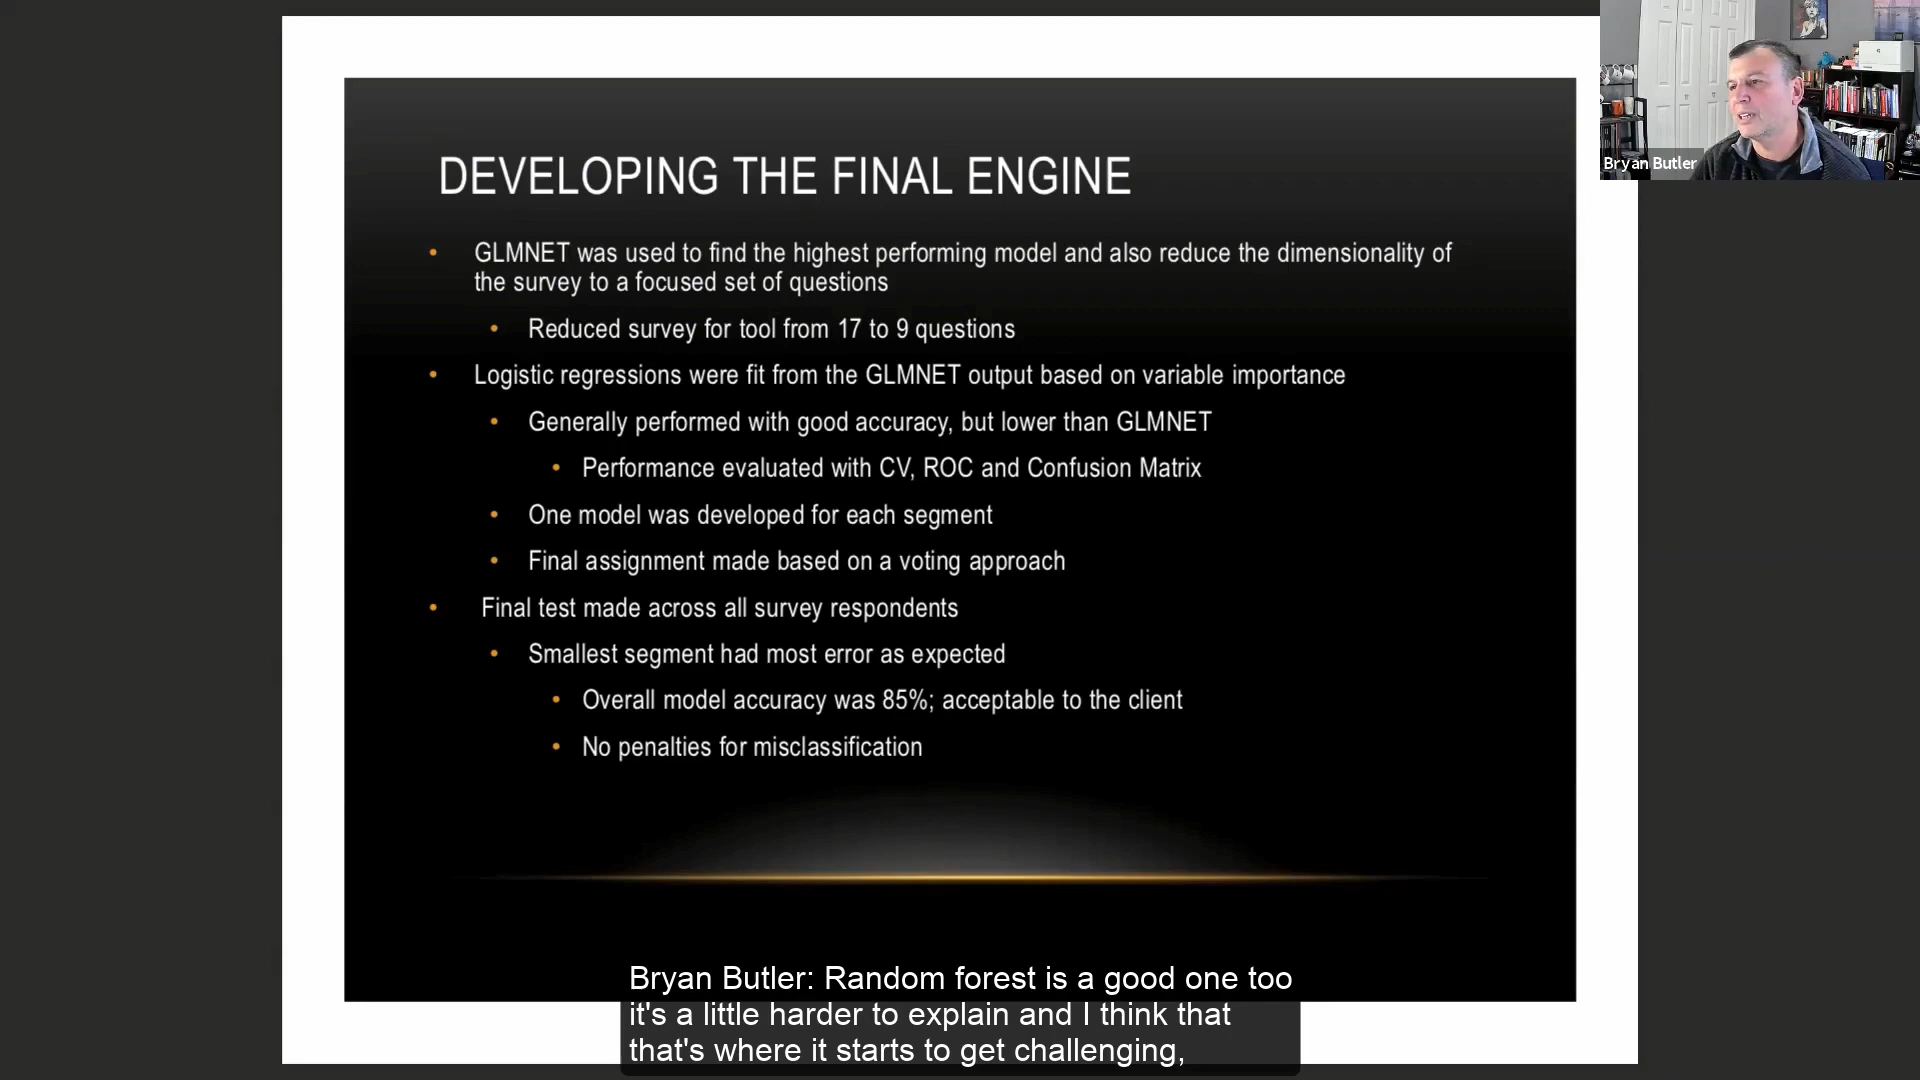 DEVELOPING THE FINAL ENGINE
• GLMNET was used to find the highest performing model and also reduce the dimensionality of
the survey to a focused set of questions
• Reduced survey for tool from 17 to 9 questions
• Logistic regressions were fit from the GLMNET output based on variable importance
• Generally performed with good accuracy, but lower than GLMNET
• Performance evaluated with CV, ROC and Confusion Matrix
• One model was developed for each segment
• Final assignment made based on a voting approach
• Final test made across all survey respondents
• Smallest segment had most error as expected
• Overall model accuracy was 85%; acceptable to the client
• No penalties for misclassification
Bryan Butler
Bryan Butler: Random forest is a good one too
it's a little harder to explain and I think that
that's where it starts to get challenging,